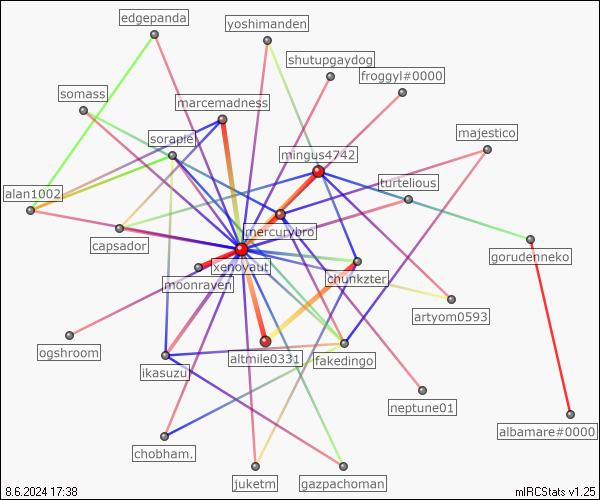 edgepanda
yoshimanden
shutupgaydog
froggyl#0000
somass
marcemadness
majestico
sorapie
mingus4742
turtelious
alan1002
capsador
mercurybro
gorudenneko
xenoyaut
moonraven
chunkzter
artyom0593
ogshroom
altmile0331
fakedingo
ikasuzu
neptune01
albamare#0000
chobham.
juketm
gazpachoman
8.6.2024 17:38
mIRCStats v1.25